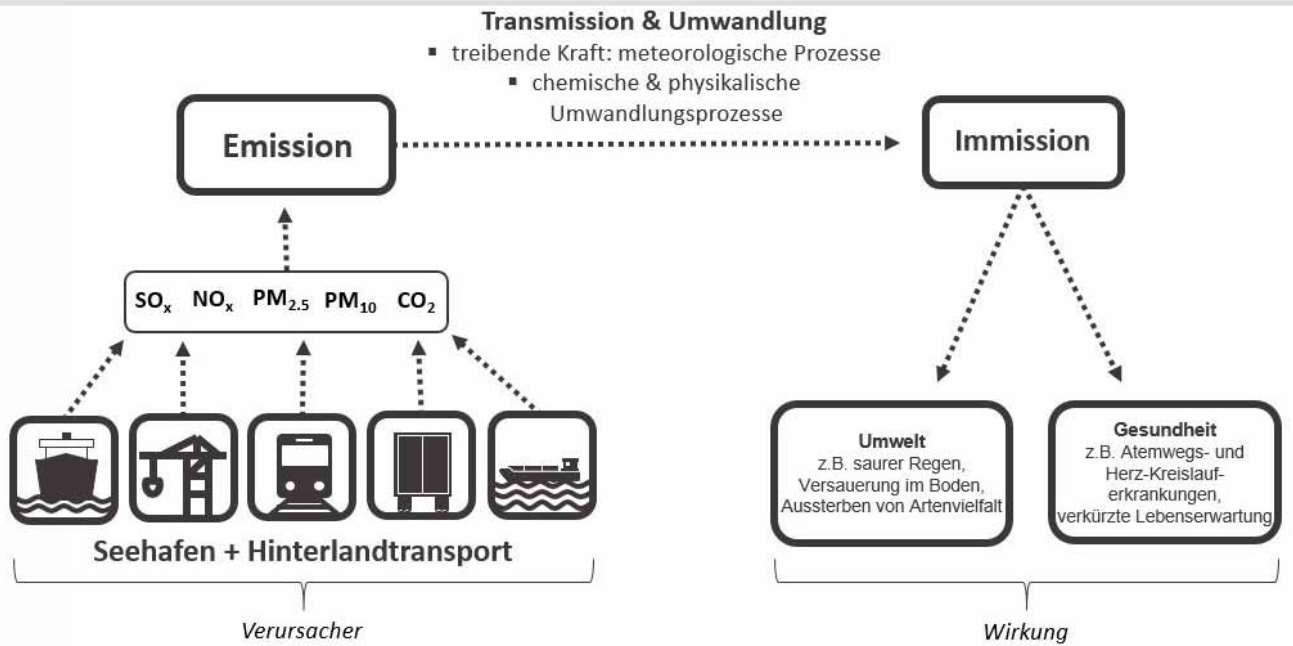 Transmission & Umwandlung
▪ treibende Kraft: meteorologische Prozesse
▪ chemische & physikalische
Umwandlungsprozesse
Emission
Immission
SOₓ NOₓ PM₂.₅ PM₁₀ CO₂
Umwelt
z.B. saurer Regen,
Versauerung im Boden,
Aussterben von Artenvielfalt
Gesundheit
z.B. Atemwegs- und
Herz-Kreislauf-
erkrankungen,
verkürzte Lebenserwartung
Seehafen + Hinterlandtransport
Verursacher
Wirkung